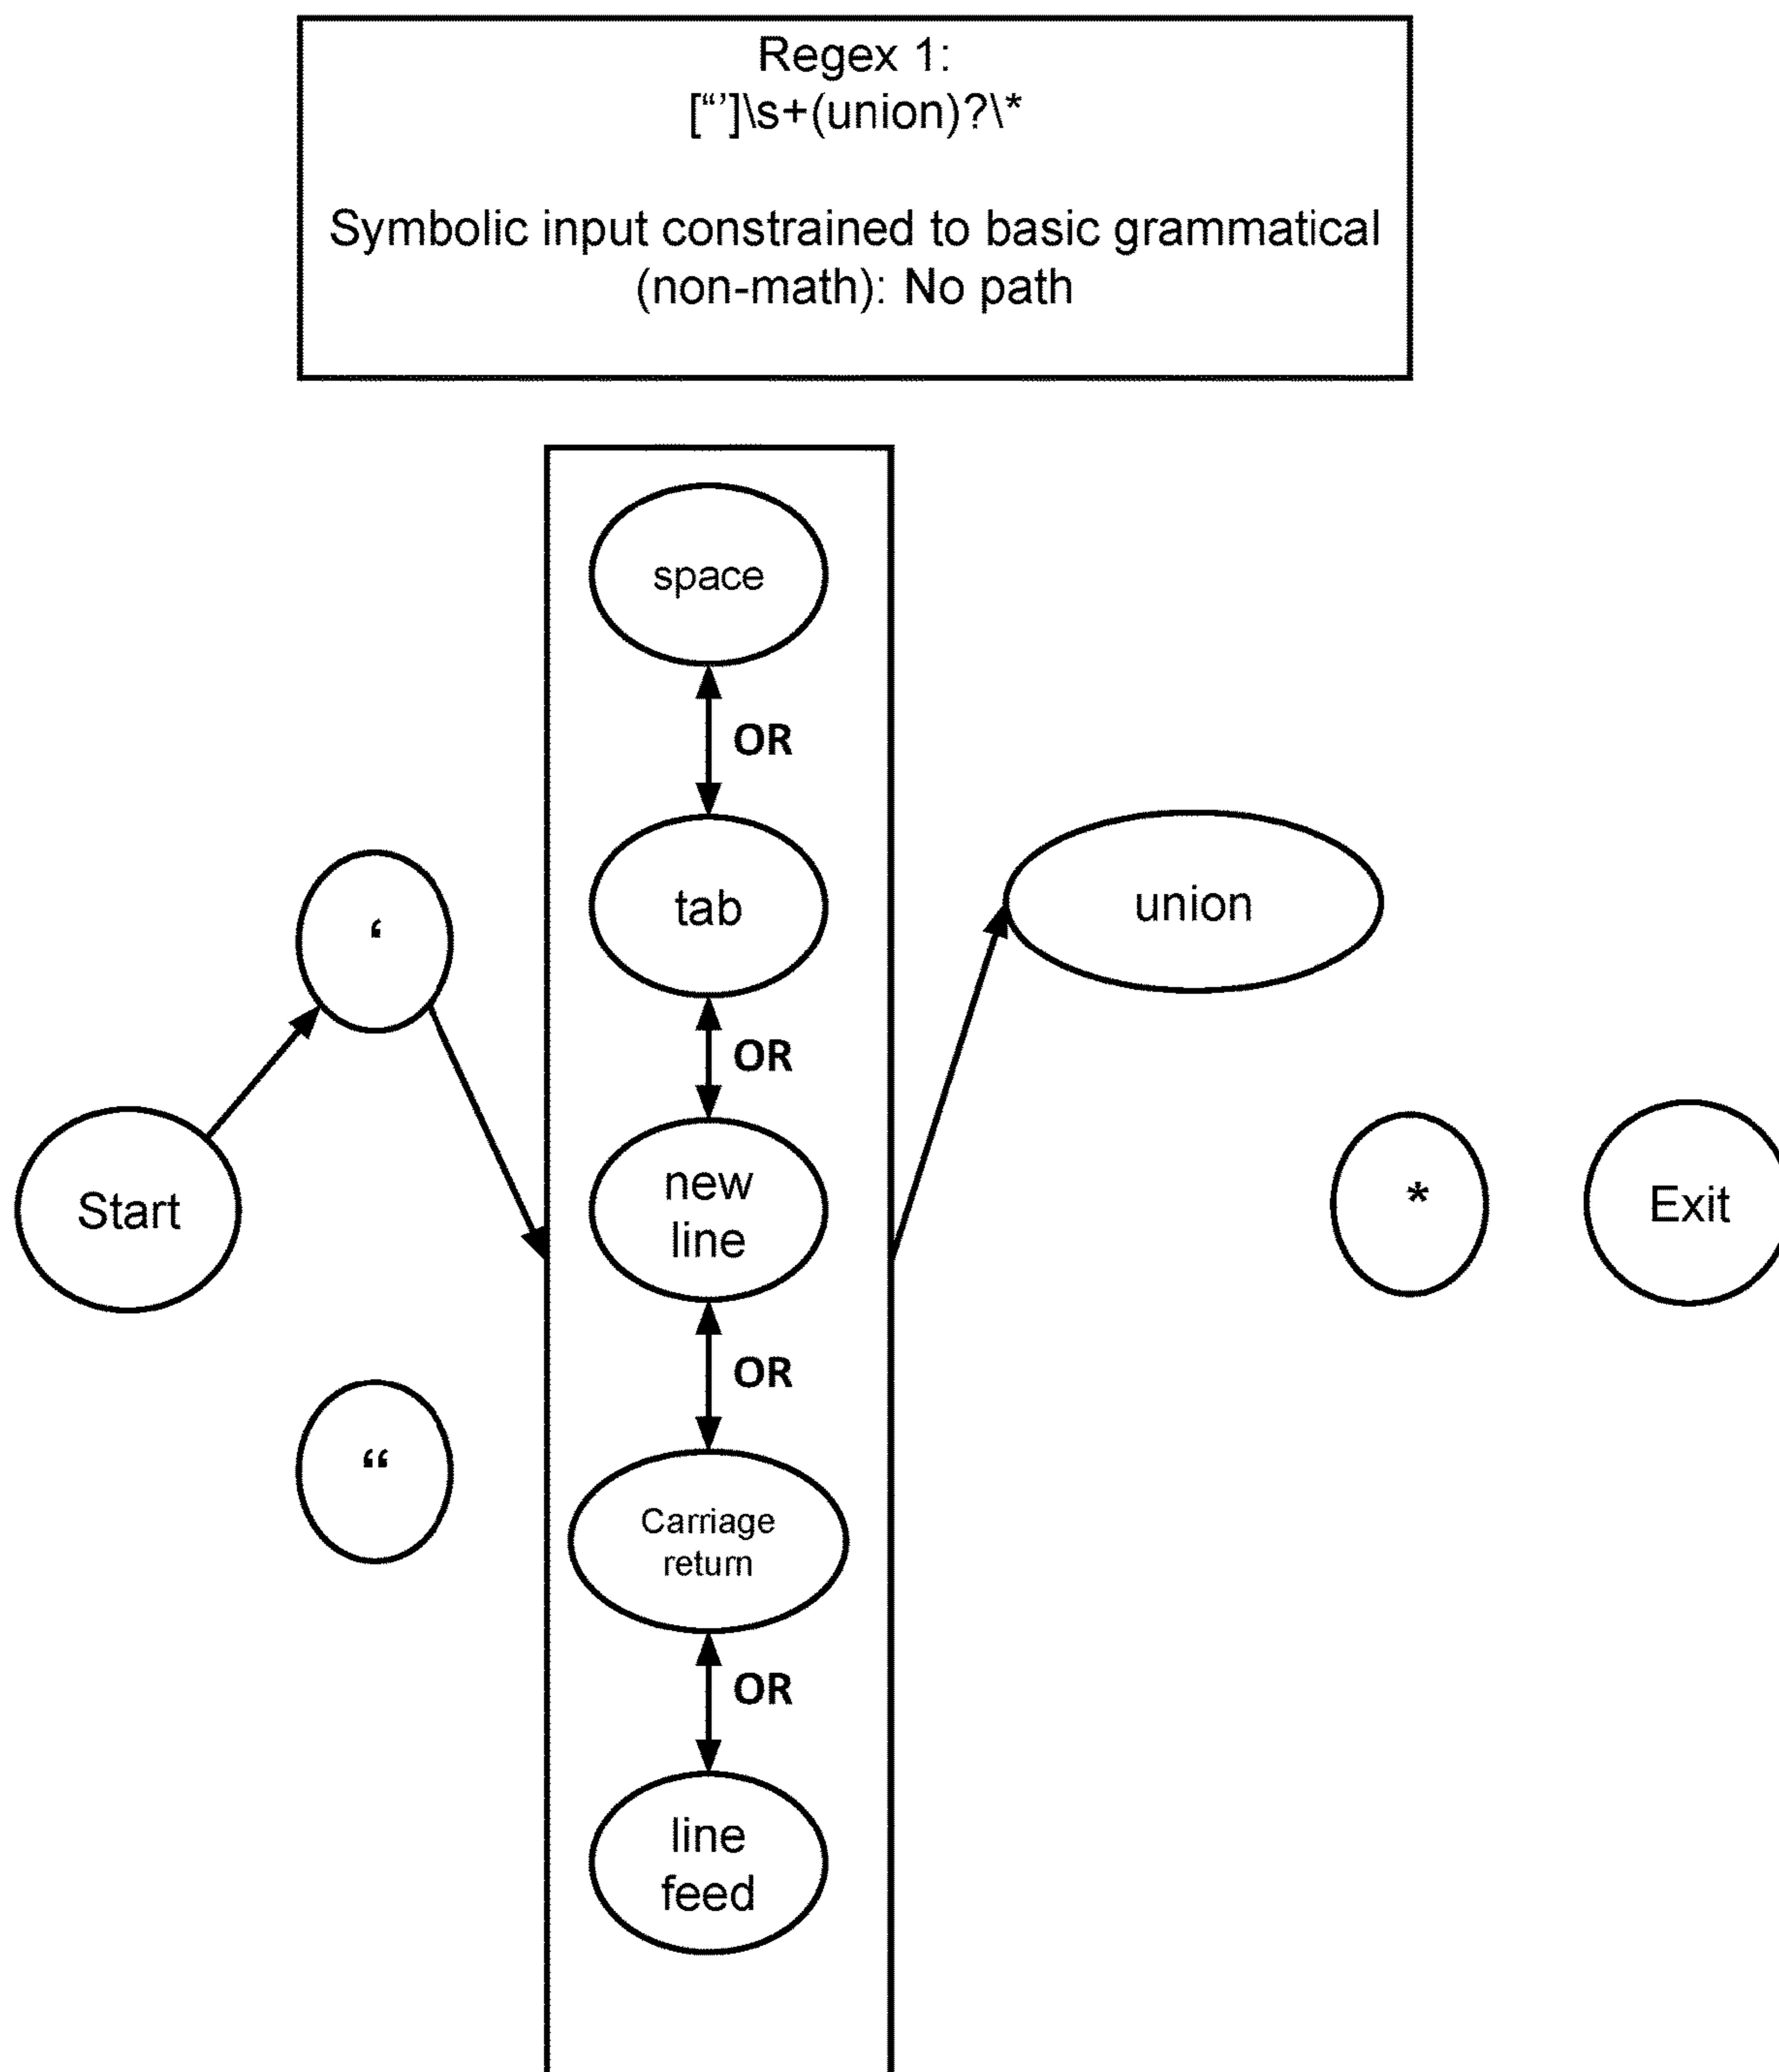 Regex 1:
[“’]\s+(union)?\*
Symbolic input constrained to basic grammatical
(non-math): No path
space
OR
tab
OR
new
line
OR
Carriage
return
OR
line
feed
‘
Start
“
union
*
Exit